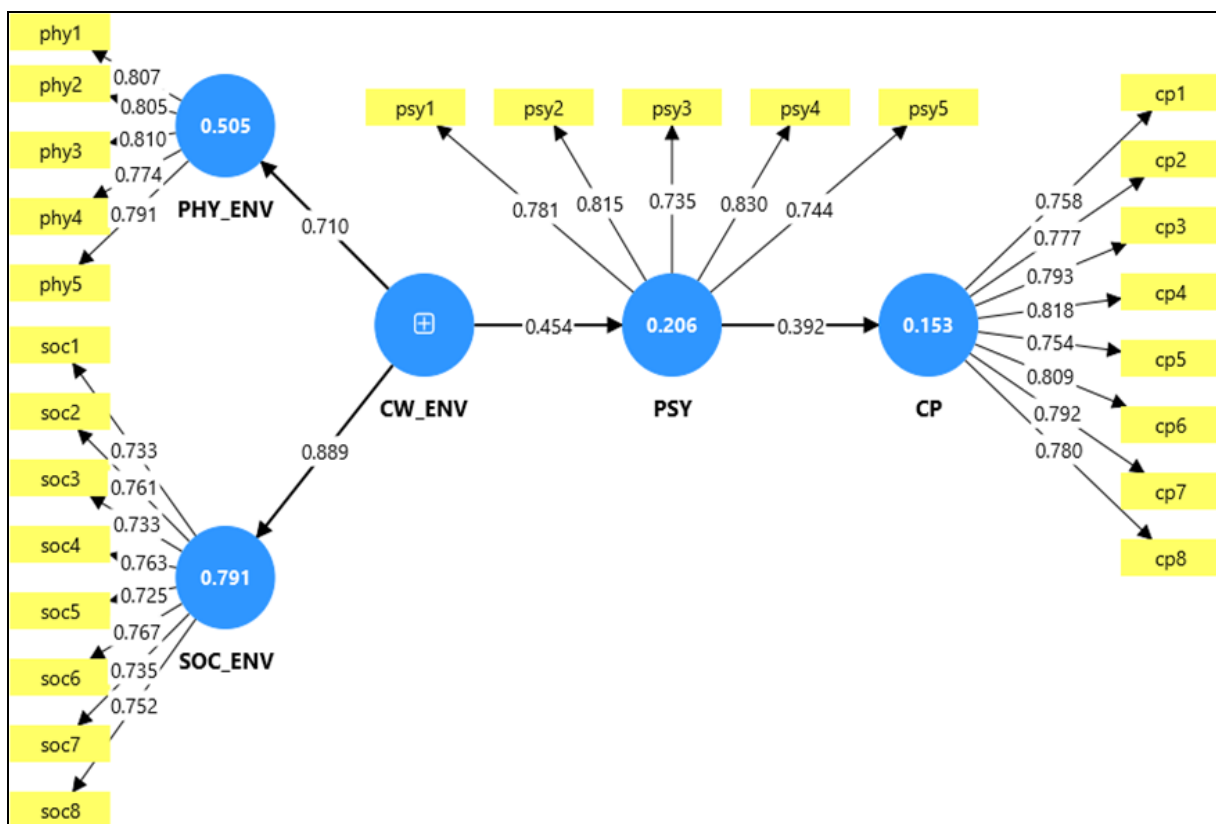 phy1
phy2
phy3
phy4
phy5
0.807
0.805
0.810
0.774
0.791
0.505
PHY_ENV
0.710
soc1
soc2
soc3
soc4
soc5
soc6
soc7
soc8
0.733
0.761
0.733
0.763
0.725
0.767
0.735
0.752
0.791
SOC_ENV
0.889
CW_ENV
0.454
psy1
psy2
psy3
psy4
psy5
0.781
0.815
0.735
0.830
0.744
0.206
PSY
0.392
0.153
CP
0.758
0.777
0.793
0.818
0.754
0.809
0.792
0.780
cp1
cp2
cp3
cp4
cp5
cp6
cp7
cp8